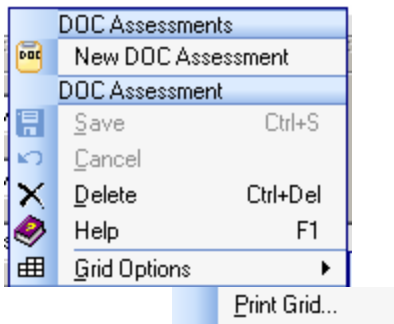 DOC Assessments
DOC New DOC Assessment
DOC Assessment
Save Ctrl+S
Cancel
Delete Ctrl+Del
Help F1
Grid Options
Print Grid...